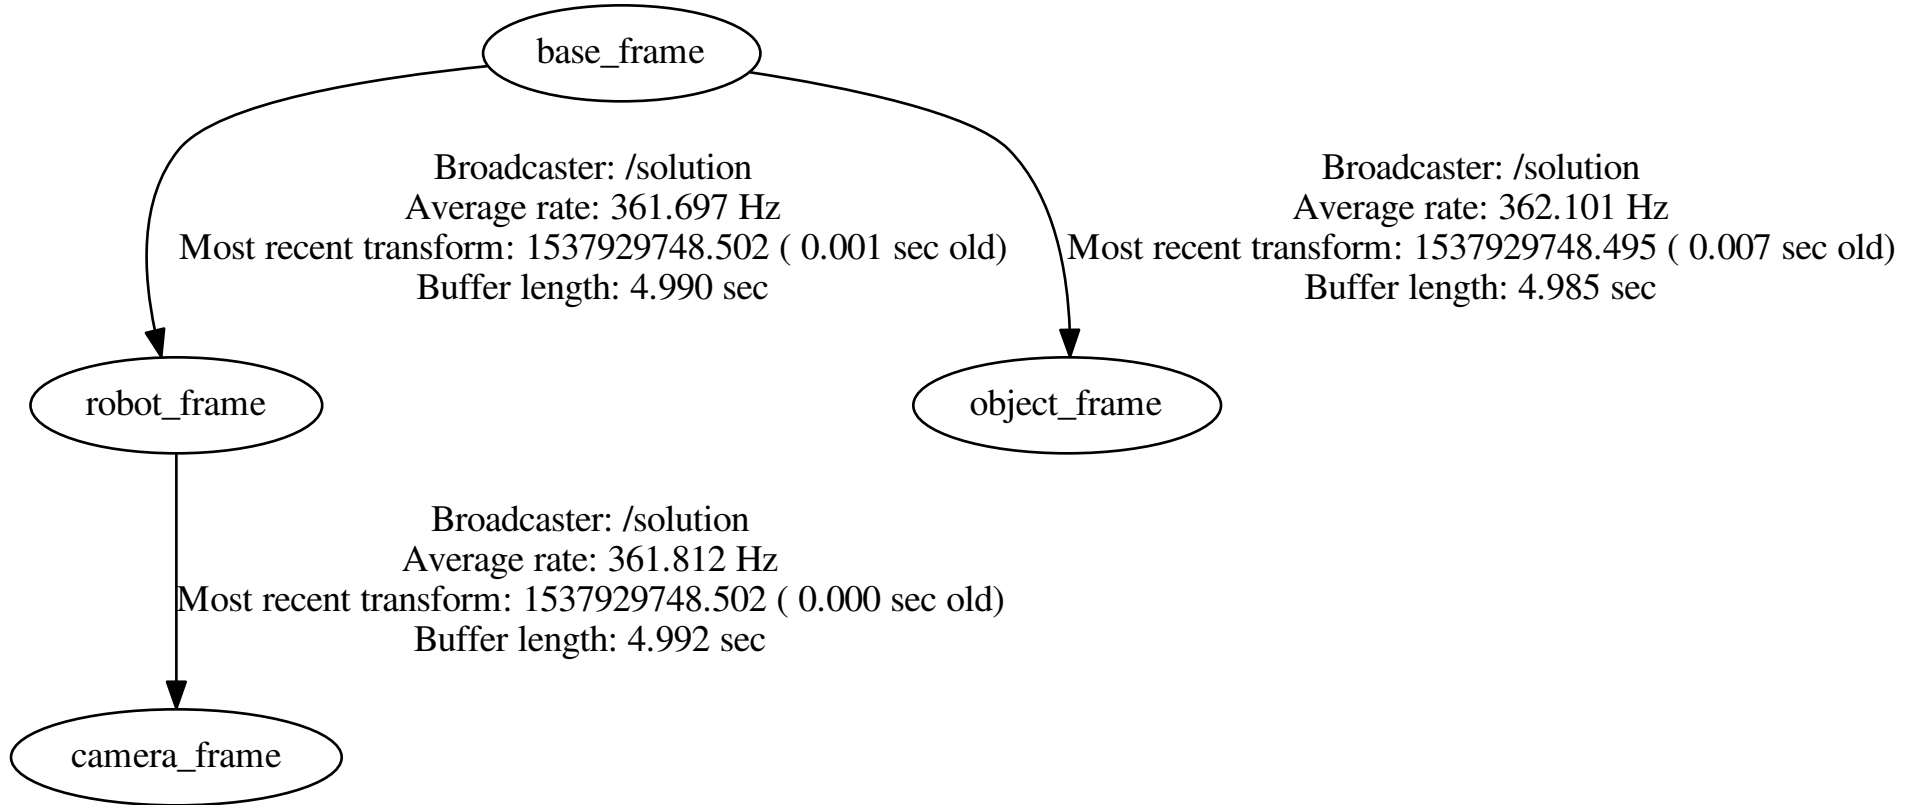 base_frame
Broadcaster: /solution
Average rate: 361.697 Hz
Most recent transform: 1537929748.502 ( 0.001 sec old)
Buffer length: 4.990 sec
Broadcaster: /solution
Average rate: 362.101 Hz
Most recent transform: 1537929748.495 ( 0.007 sec old)
Buffer length: 4.985 sec
robot_frame
object_frame
Broadcaster: /solution
Average rate: 361.812 Hz
Most recent transform: 1537929748.502 ( 0.000 sec old)
Buffer length: 4.992 sec
camera_frame